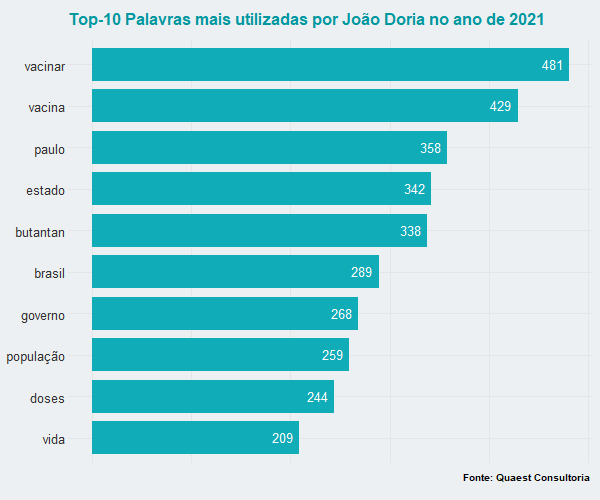 Top-10 Palavras mais utilizadas por João Doria no ano de 2021
vacinar 481
vacina 429
paulo 358
estado 342
butantan 338
brasil 289
governo 268
população 259
doses 244
vida 209
Fonte: Quaest Consultoria